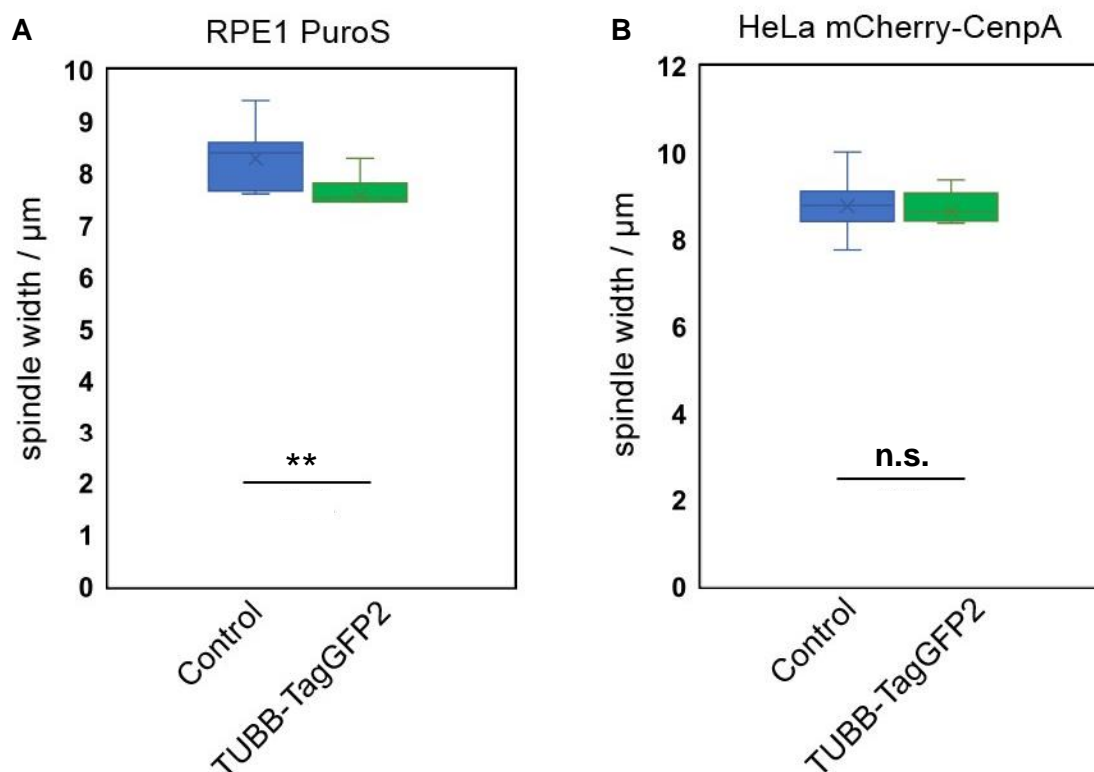 A
RPE1 PuroS
spindle width / µm
10
9
8
7
6
5
4
3
2
1
0
**
Control
TUBB-TagGFP2
B
HeLa mCherry-CenpA
spindle width / µm
12
10
8
6
4
2
0
n.s.
Control
TUBB-TagGFP2